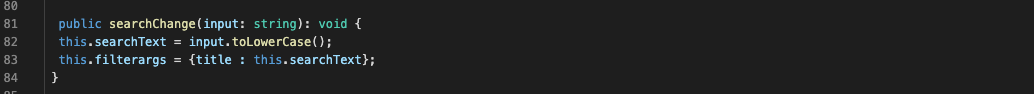 80
81 public searchChange(input: string): void {
82 this.searchText = input.toLowerCase();
83 this.filterargs = {title : this.searchText};
84 }